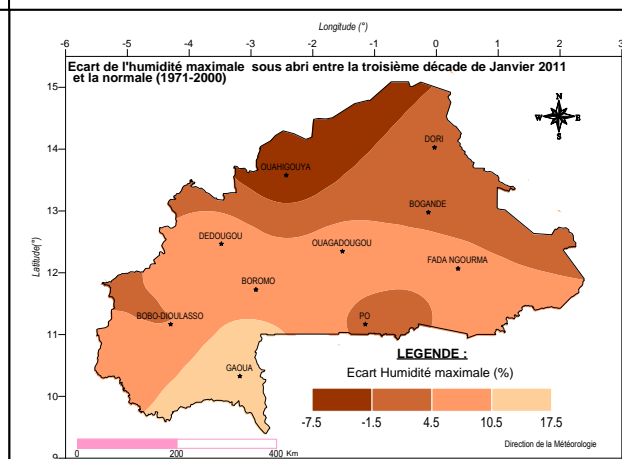 Longitude (°)
-6 -5 -4 -3 -2 -1 0 1 2 3
Ecart de l'humidité maximale sous abri entre la troisième décade de Janvier 2011
et la normale (1971-2000)
15
N
W E
S
14
DORI
OUAHIGOUYA
13
BOGANDE
DEDOUGOU
OUAGADOUGOU
FADA NGOURMA
Latitude(°)
12
BOROMO
BOBO-DIOULASSO
PO
11
LEGENDE :
GAOUA
Ecart Humidité maximale (%)
10
-7.5 -1.5 4.5 10.5 17.5
Direction de la Météorologie
9
0 200 400 Km